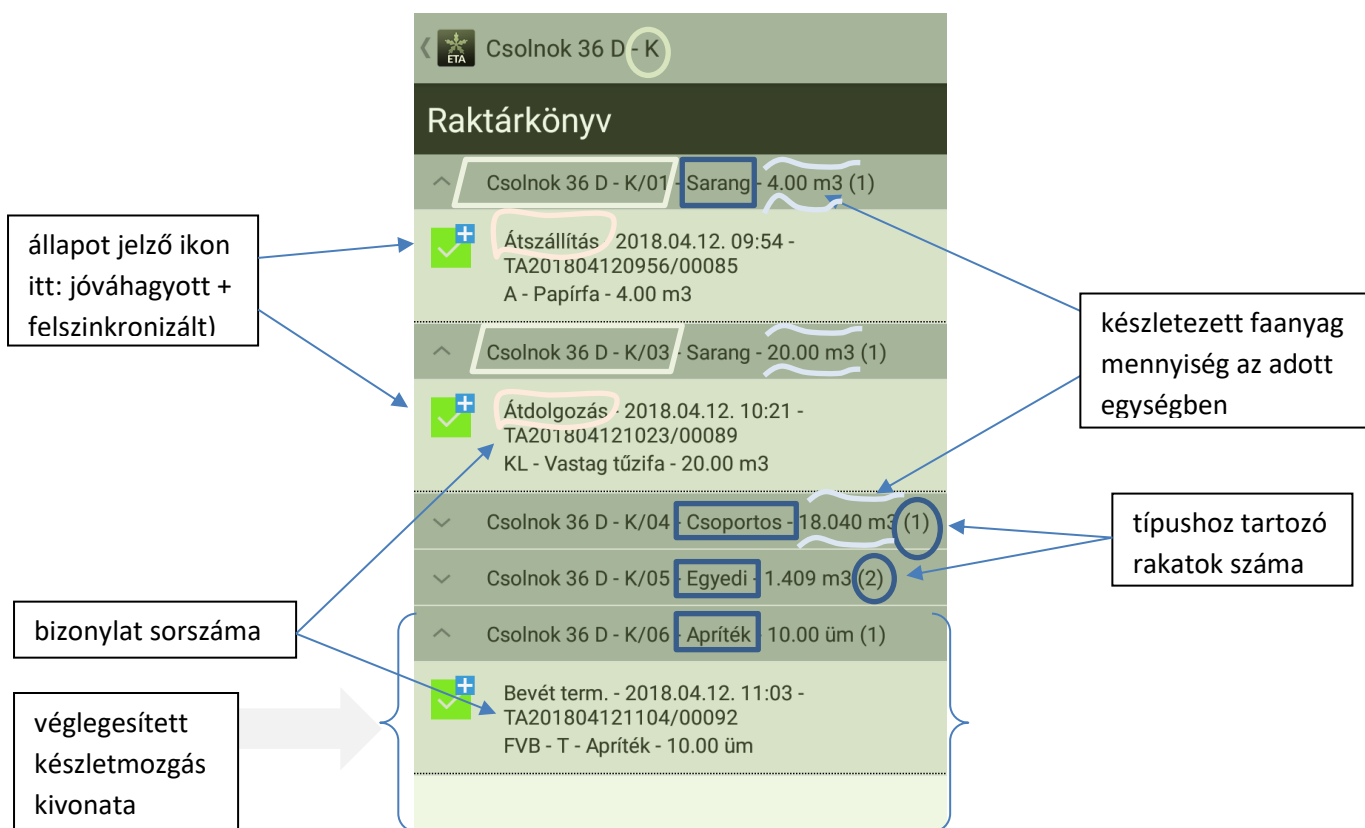 ETA
Csolnok 36 D - K
Raktárkönyv
Csolnok 36 D - K/01 - Sarang - 4.00 m3 (1)
Átszállítás - 2018.04.12. 09:54 -
TA201804120956/00085
A - Papírfa - 4.00 m3
Csolnok 36 D - K/03 - Sarang - 20.00 m3 (1)
Átdolgozás - 2018.04.12. 10:21 -
TA201804121023/00089
KL - Vastag tűzifa - 20.00 m3
Csolnok 36 D - K/04 - Csoportos - 18.040 m3 (1)
Csolnok 36 D - K/05 - Egyedi - 1.409 m3 (2)
Csolnok 36 D - K/06 - Apríték - 10.00 üm (1)
Bevét term. - 2018.04.12. 11:03 -
TA201804121104/00092
FVB - T - Apríték - 10.00 üm
állapot jelző ikon
itt: jóváhagyott +
felszinkronizált)
bizonylat sorszáma
véglegesített
készletmozgás
kivonata
készletezett faanyag
mennyiség az adott
egységben
típushoz tartozó
rakatok száma